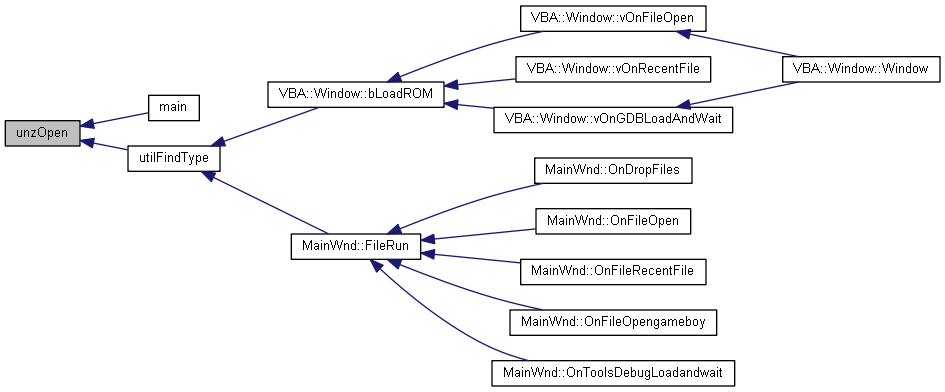 VBA::Window::vOnFileOpen
VBA::Window::Window
VBA::Window::vOnRecentFile
VBA::Window::bLoadROM
main
VBA::Window::vOnGDBLoadAndWait
unzOpen
utilFindType
MainWnd::OnDropFiles
MainWnd::OnFileOpen
MainWnd::FileRun
MainWnd::OnFileRecentFile
MainWnd::OnFileOpengameboy
MainWnd::OnToolsDebugLoadandwait